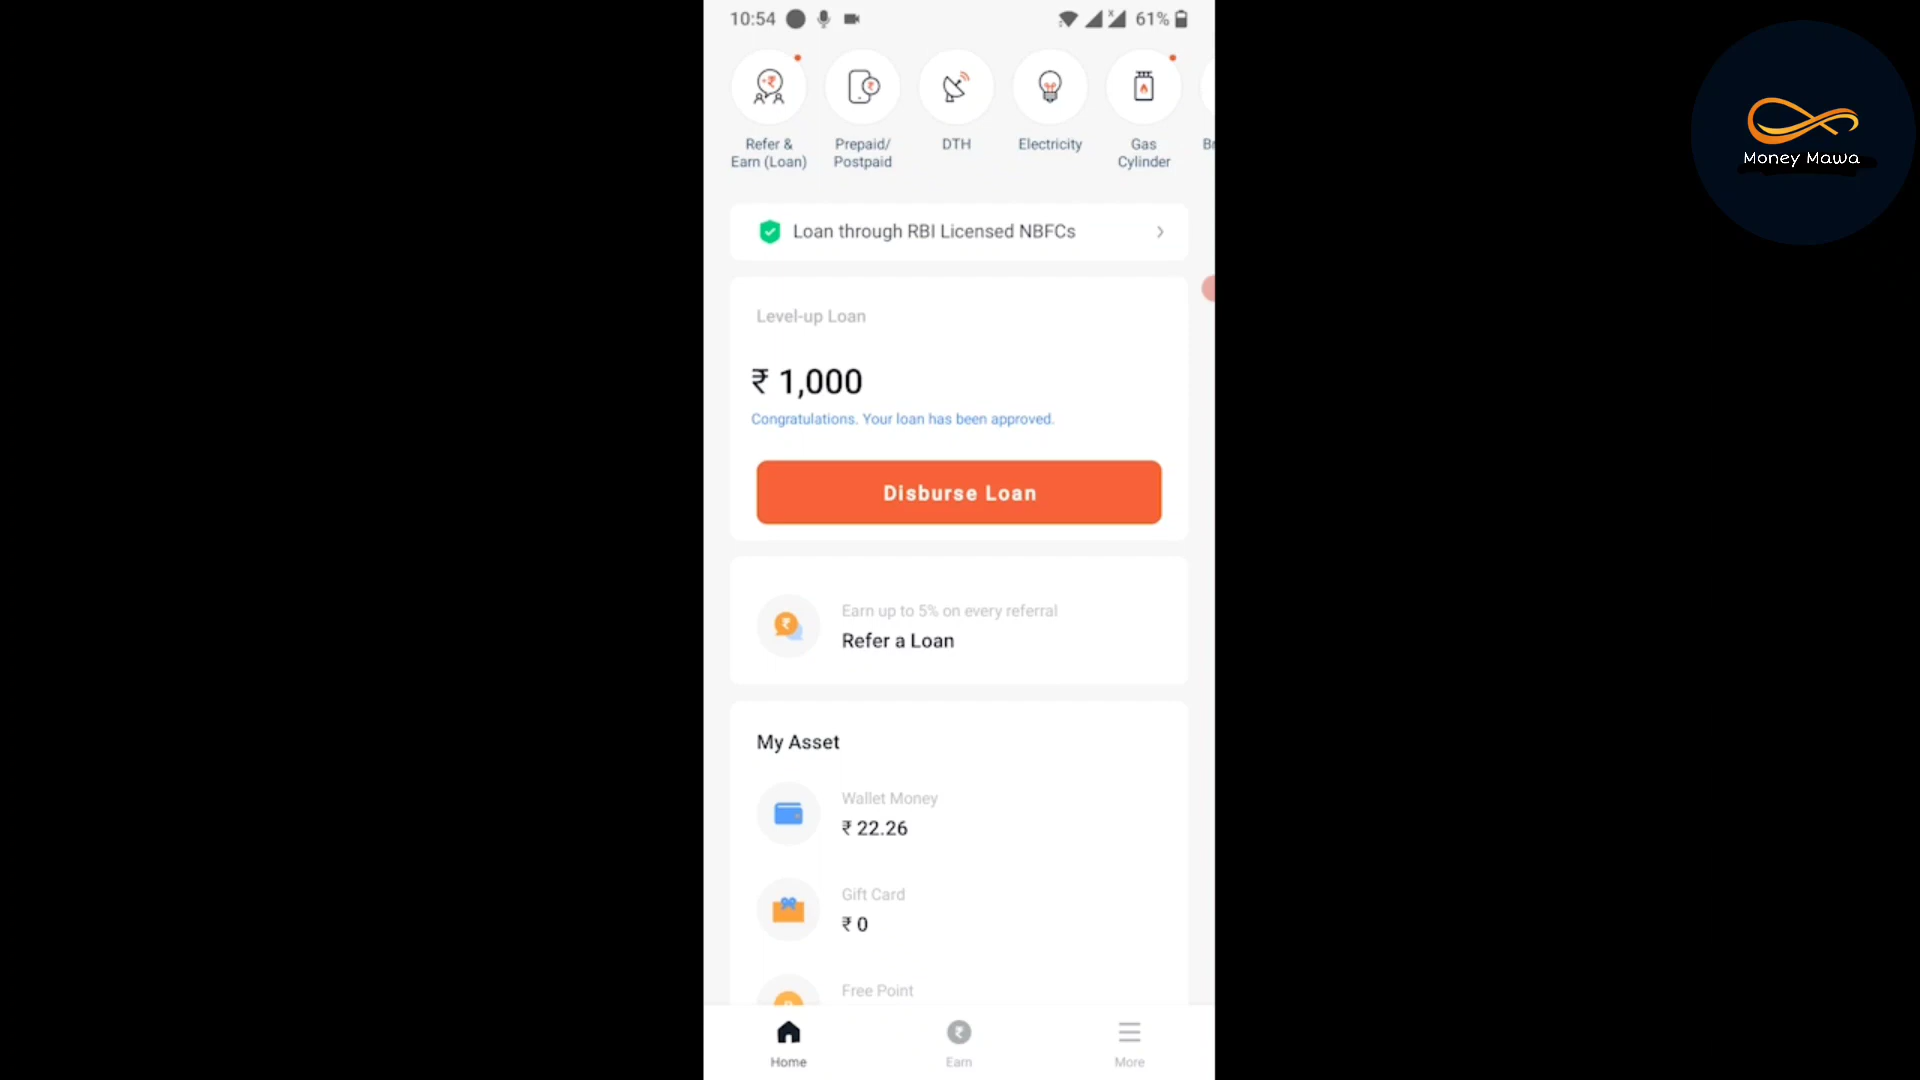 10:54
61%
Refer &
Earn (Loan)
Prepaid/
Postpaid
DTH
Electricity
Gas
Cylinder
Money Mawa
Loan through RBI Licensed NBFCs
Level-up Loan
₹ 1,000
Congratulations. Your loan has been approved.
Disburse Loan
Earn up to 5% on every referral
Refer a Loan
My Asset
Wallet Money
₹ 22.26
Gift Card
₹ 0
Free Point
Home
Earn
More